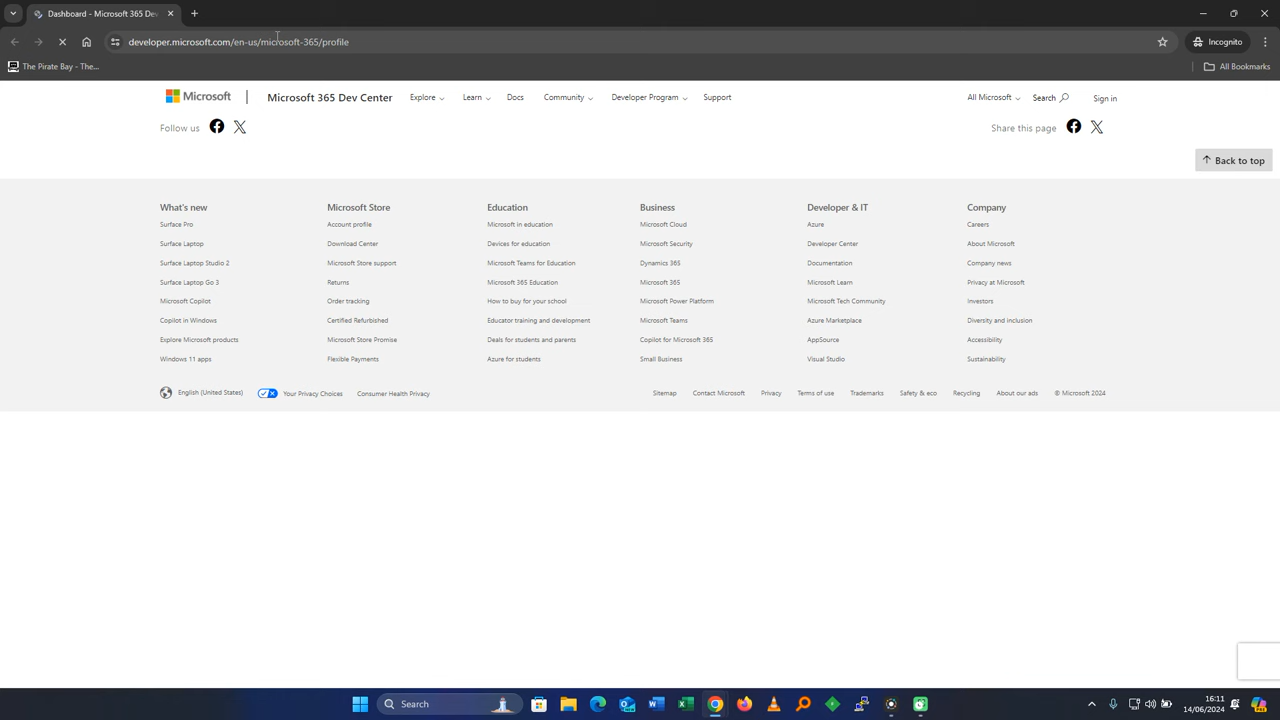 Dashboard - Microsoft 365 Dev
developer.microsoft.com/en-us/microsoft-365/profile
Incognito
The Pirate Bay - The...
All Bookmarks
Microsoft
Microsoft 365 Dev Center
Explore
Learn
Docs
Community
Developer Program
Support
All Microsoft
Search
Sign in
Follow us
Share this page
Back to top
What's new
Surface Pro
Surface Laptop
Surface Laptop Studio 2
Surface Laptop Go 3
Microsoft Copilot
Copilot in Windows
Explore Microsoft products
Windows 11 apps
Microsoft Store
Account profile
Download Center
Microsoft Store support
Returns
Order tracking
Certified Refurbished
Microsoft Store Promise
Flexible Payments
Education
Microsoft in education
Devices for education
Microsoft Teams for Education
Microsoft 365 Education
How to buy for your school
Educator training and development
Deals for students and parents
Azure for students
Business
Microsoft Cloud
Microsoft Security
Dynamics 365
Microsoft 365
Microsoft Power Platform
Microsoft Teams
Copilot for Microsoft 365
Small Business
Developer & IT
Azure
Developer Center
Documentation
Microsoft Learn
Microsoft Tech Community
Azure Marketplace
AppSource
Visual Studio
Company
Careers
About Microsoft
Company news
Privacy at Microsoft
Investors
Diversity and inclusion
Accessibility
Sustainability
English (United States)
Your Privacy Choices
Consumer Health Privacy
Sitemap
Contact Microsoft
Privacy
Terms of use
Trademarks
Safety & eco
Recycling
About our ads
© Microsoft 2024
Search
16:11
14/06/2024